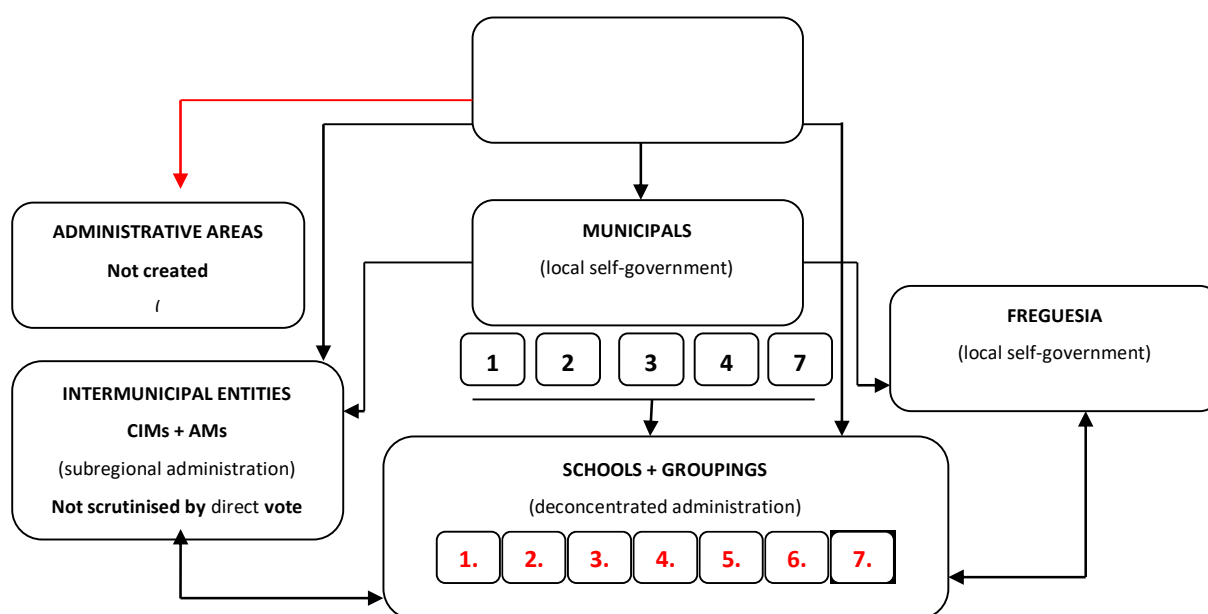 ADMINISTRATIVE AREAS
Not created
(
MUNICIPALS
(local self-government)
1 2 3 4 7
FREGUESIA
(local self-government)
INTERMUNICIPAL ENTITIES
CIMs + AMs
(subregional administration)
Not scrutinised by direct vote
SCHOOLS + GROUPINGS
(deconcentrated administration)
1. 2. 3. 4. 5. 6. 7.